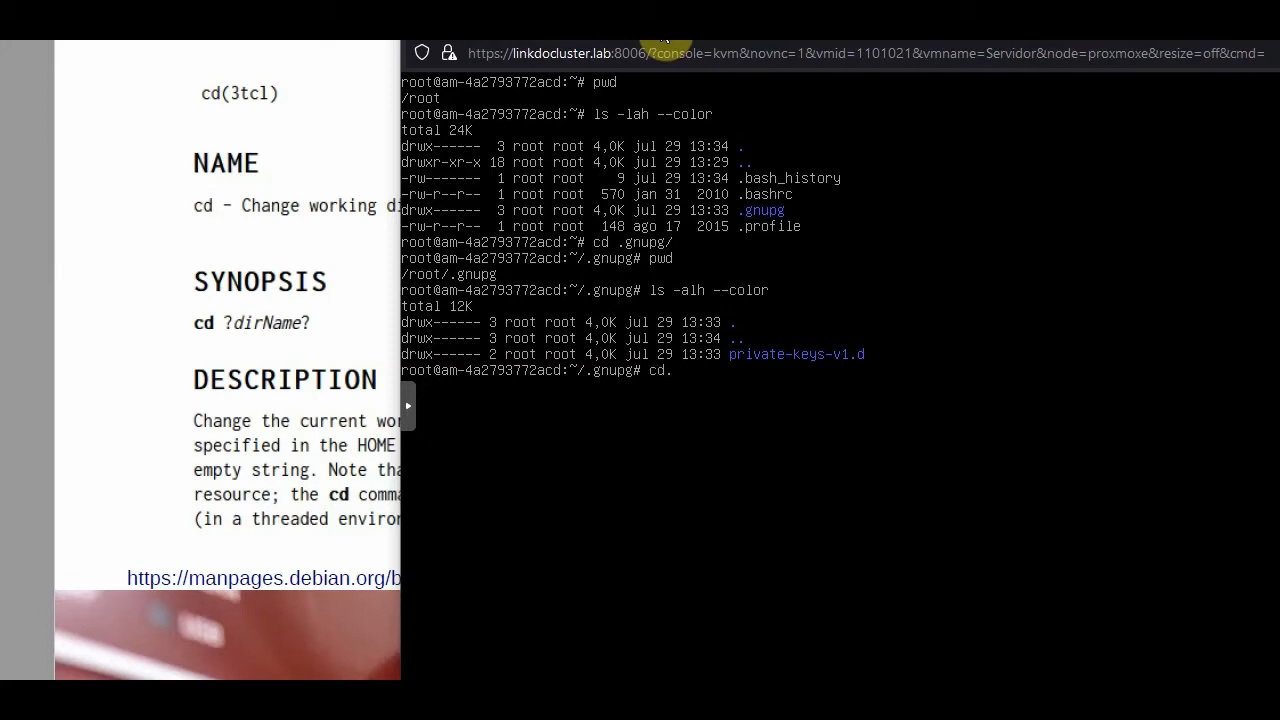 cd(3tcl)
NAME
cd - Change working di
SYNOPSIS
cd ?dirName?
DESCRIPTION
Change the current wor
specified in the HOME
empty string. Note tha
resource; the cd comma
(in a threaded environ
https://manpages.debian.org/b
https://linkdocluster.lab:8006/?console=kvm&novnc=1&vmid=1101021&vmname=Servidor&node=proxmoxe&resize=off&cmd=
root@am-4a2793772acd:~# pwd
/root
root@am-4a2793772acd:~# ls -lah --color
total 24K
drwx------  3 root root 4,0K jul 29 13:34 .
drwxr-xr-x 18 root root 4,0K jul 29 13:29 ..
-rw-------  1 root root    9 jul 29 13:34 .bash_history
-rw-r--r--  1 root root  570 jan 31  2010 .bashrc
drwx------  3 root root 4,0K jul 29 13:33 .gnupg
-rw-r--r--  1 root root  148 ago 17  2015 .profile
root@am-4a2793772acd:~# cd .gnupg/
root@am-4a2793772acd:~/.gnupg# pwd
/root/.gnupg
root@am-4a2793772acd:~/.gnupg# ls -alh --color
total 12K
drwx------ 3 root root 4,0K jul 29 13:33 .
drwx------ 3 root root 4,0K jul 29 13:34 ..
drwx------ 2 root root 4,0K jul 29 13:33 private-keys-v1.d
root@am-4a2793772acd:~/.gnupg# cd.